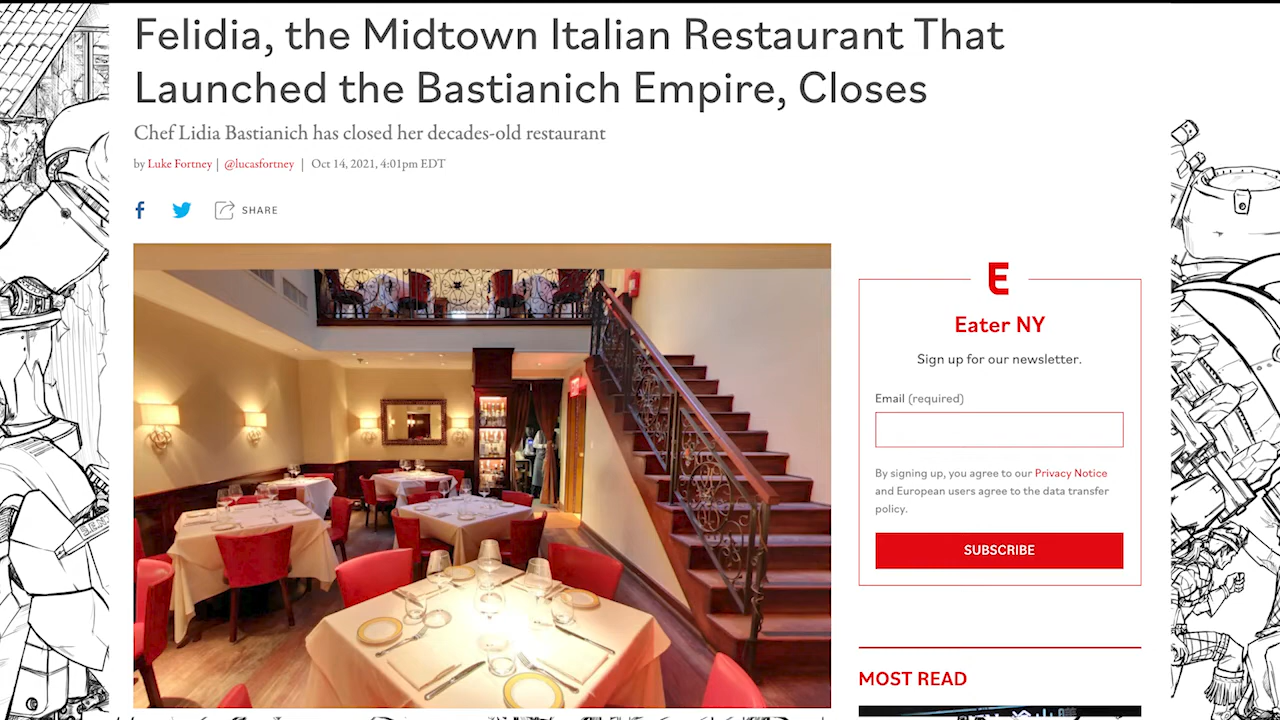 Felidia, the Midtown Italian Restaurant That
Launched the Bastianich Empire, Closes
Chef Lidia Bastianich has closed her decades-old restaurant
by Luke Fortney | @lucasfortney | Oct 14, 2021, 4:01pm EDT
SHARE
E
Eater NY
Sign up for our newsletter.
Email (required)
By signing up, you agree to our Privacy Notice
and European users agree to the data transfer
policy.
SUBSCRIBE
MOST READ